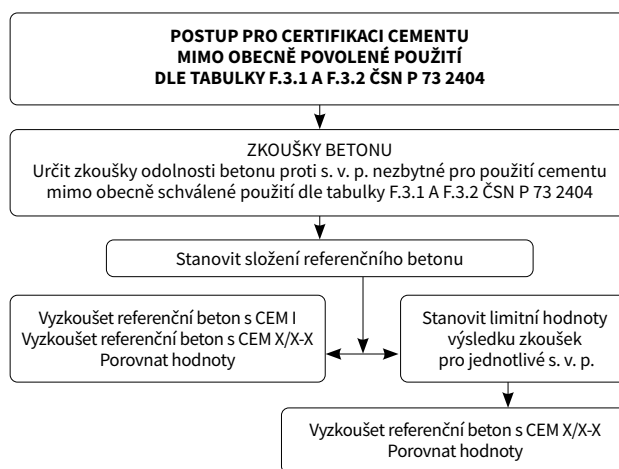 POSTUP PRO CERTIFIKACI CEMENTU
MIMO OBECNĚ POVOLENÉ POUŽITÍ
DLE TABULKY F.3.1 A F.3.2 ČSN P 73 2404
ZKOUŠKY BETONU
Určit zkoušky odolnosti betonu proti s. v. p. nezbytné pro použití cementu
mimo obecně schválené použití dle tabulky F.3.1 A F.3.2 ČSN P 73 2404
Stanovit složení referenčního betonu
Vyzkoušet referenční beton s CEM I
Vyzkoušet referenční beton s CEM X/X-X
Porovnat hodnoty
Stanovit limitní hodnoty
výsledku zkoušek
pro jednotlivé s. v. p.
Vyzkoušet referenční beton s CEM X/X-X
Porovnat hodnoty